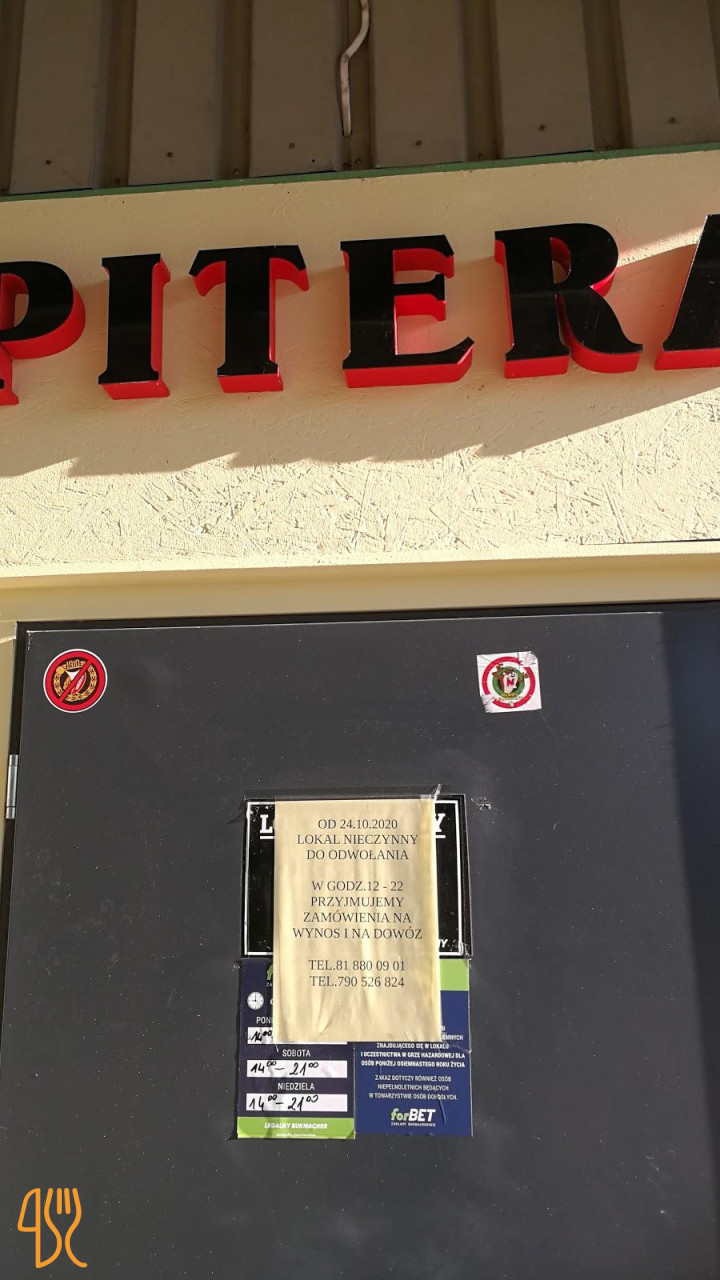 PITERA
OD 24.10.2020
LOKAL NIECZYNNY
DO ODWOŁANIA
W GODZ.12 - 22
PRZYJMUJEMY
ZAMÓWIENIA NA
WYNOS I NA DOWÓZ
TEL.81 880 09 01
TEL.790 526 824
SOBOTA
14⁰⁰ - 21⁰⁰
NIEDZIELA
14⁰⁰ - 21⁰⁰
LEGALNY BUKMACHER
ZNAJDUJĄCEGO SIĘ W LOKALU
I UCZESTNICTWA W GRZE HAZARDOWEJ DLA
OSÓB PONIŻEJ OSIEMNASTEGO ROKU ŻYCIA
ZAKAZ DOTYCZY RÓWNIEŻ OSÓB
NIEPEŁNOLETNICH BĘDĄCYCH
W TOWARZYSTWIE OSÓB DOROSŁYCH.
forBET
ZAKŁADY BUKMACHERSKIE